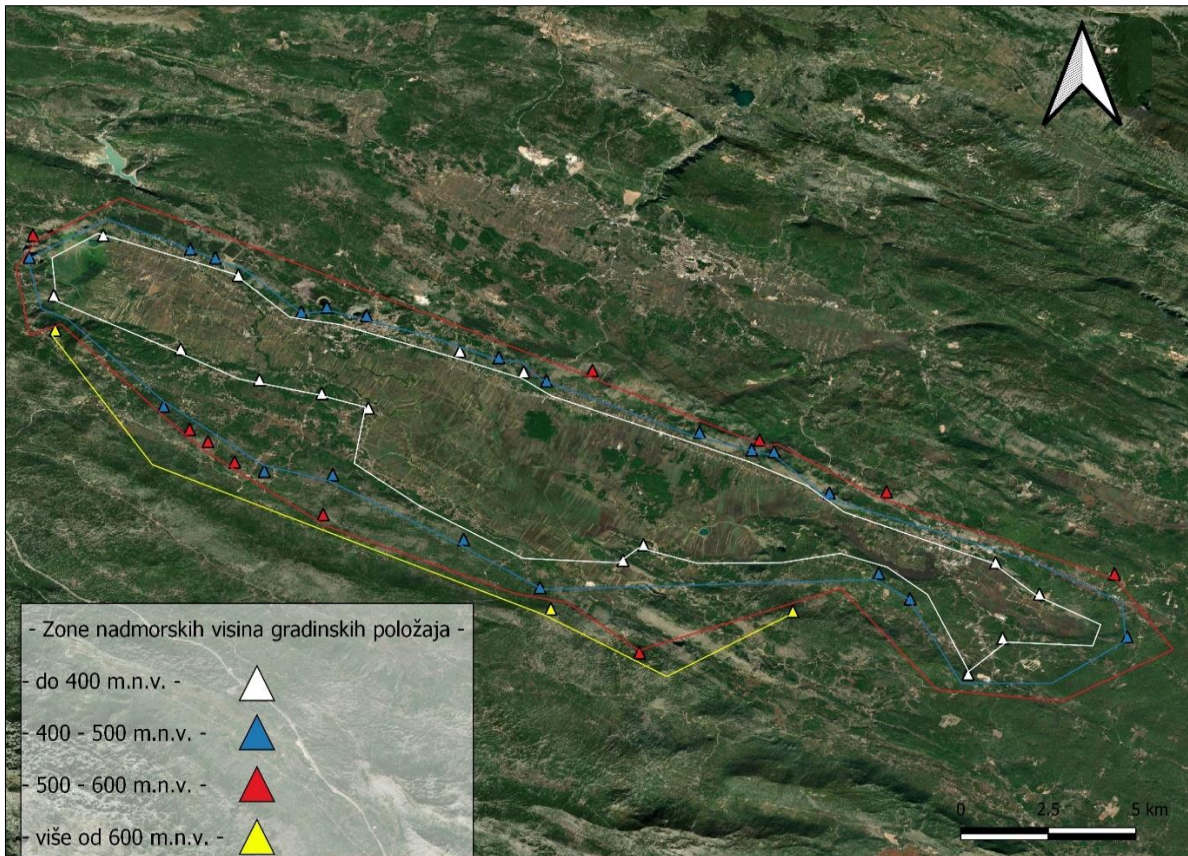 - Zone nadmorskih visina gradinskih položaja -
- do 400 m.n.v. -
- 400 - 500 m.n.v. -
- 500 - 600 m.n.v. -
- više od 600 m.n.v. -
0 2.5 5 km